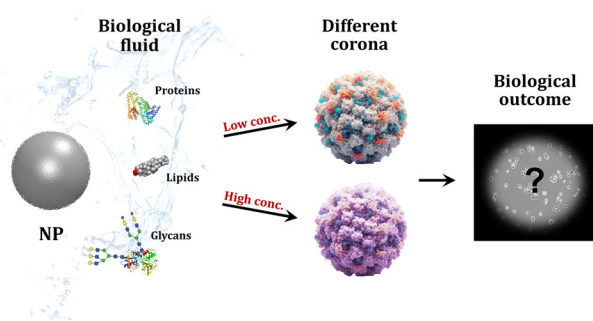 Biological
fluid
Proteins
Lipids
Glycans
NP
Low conc.
High conc.
Different
corona
Biological
outcome
?